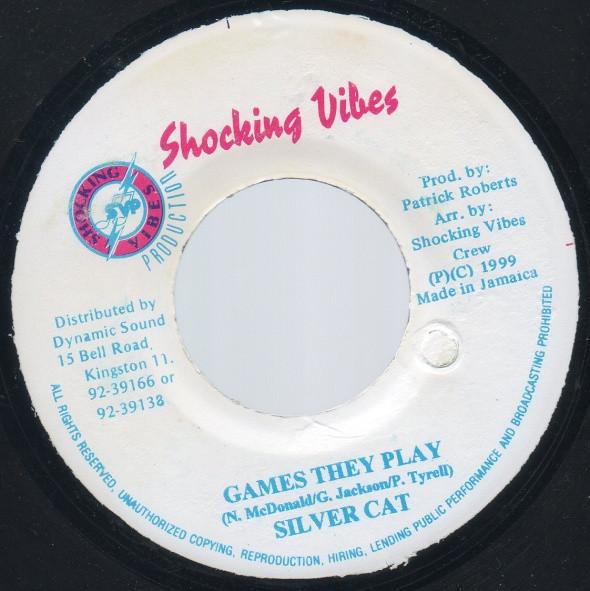 Shocking Vibes
SHOCKING VIBES
SVP
PRODUCTION
Prod. by:
Patrick Roberts
Arr. by:
Shocking Vibes
Crew
(P)(C) 1999
Made in Jamaica
Distributed by
Dynamic Sound
15 Bell Road,
Kingston 11.
92-39166 or
92-39138
GAMES THEY PLAY
(N. McDonald/G. Jackson/P. Tyrell)
SILVER CAT
ALL RIGHTS RESERVED, UNAUTHORIZED COPYING, REPRODUCTION, HIRING, LENDING PUBLIC PERFORMANCE AND BROADCASTING PROHIBITED